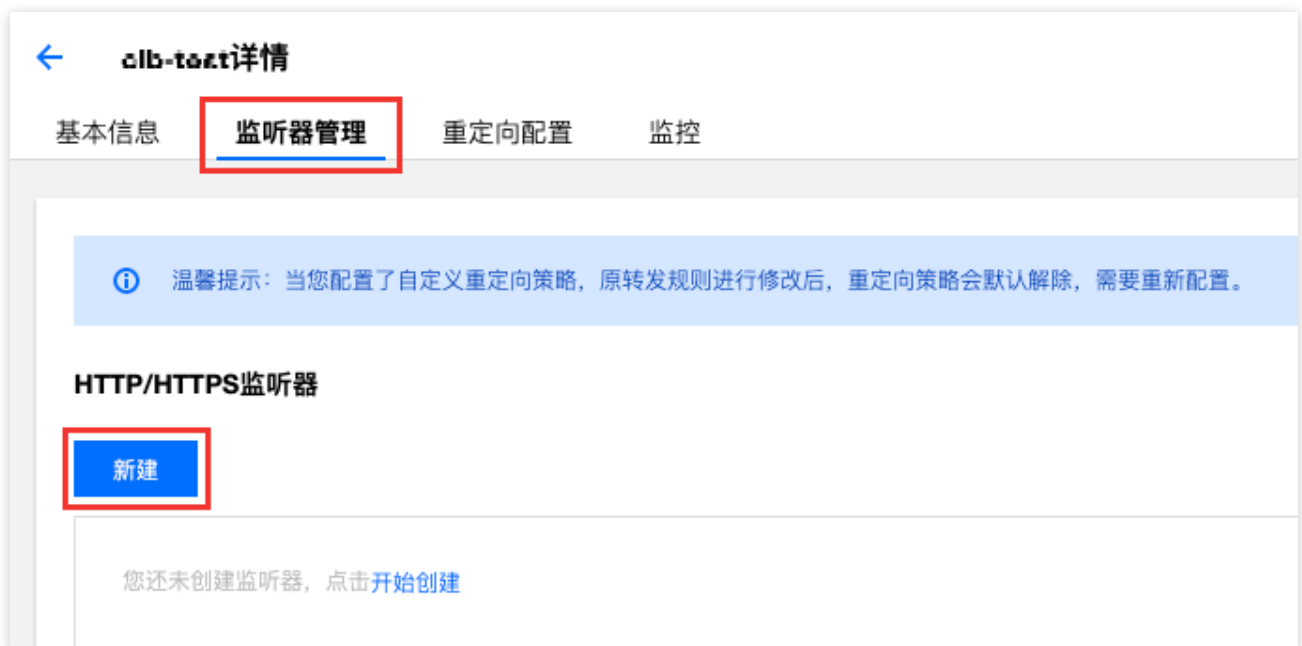 clb-test详情
基本信息 监听器管理 重定向配置 监控
温馨提示：当您配置了自定义重定向策略，原转发规则进行修改后，重定向策略会默认解除，需要重新配置。
HTTP/HTTPS监听器
新建
您还未创建监听器，点击开始创建